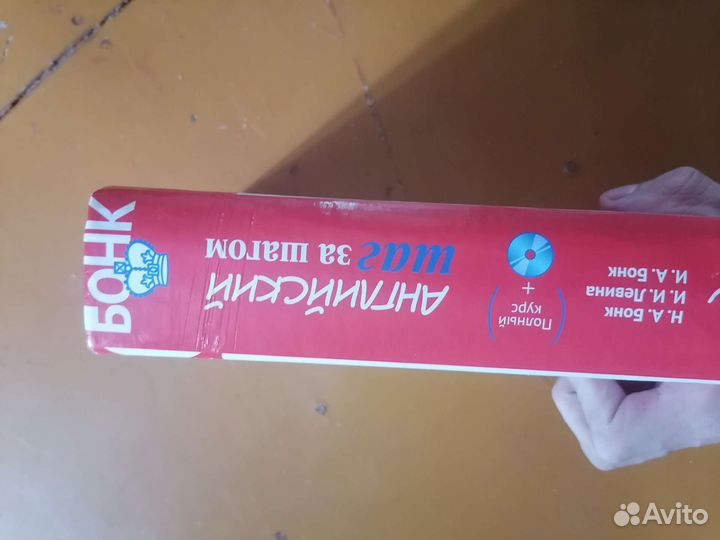 Н. А. Бонк
И. И. Левина
И. А. Бонк
(Полный
курс
+
)
АНГЛИЙСКИЙ
шаг за шагом
БОНК
Avito